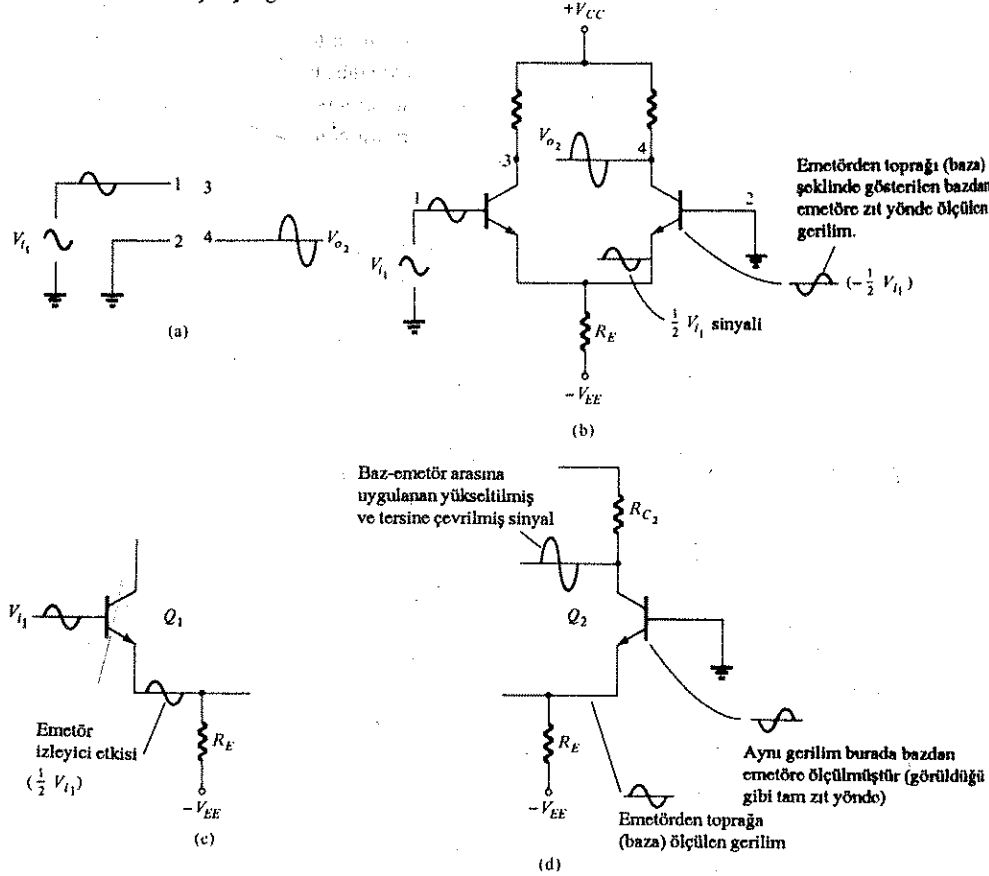 +V_CC
(b)
V_o2
3
4
1
2
Emetörden toprağı (baza)
şeklinde gösterilen bazdan
emetöre zıt yönde ölçülen
gerilim.
V_i1
(-1/2 V_i1)
1/2 V_i1 sinyali
R_E
-V_EE
(b)
1 3
2 4
V_i1
V_o2
(a)
Baz-emetör arasına
uygulanan yükseltilmiş
ve tersine çevrilmiş sinyal
R_C2
V_i1
Q_1
Emetör
izleyici etkisi
(1/2 V_i1)
R_E
-V_EE
(c)
Q_2
R_E
-V_EE
Emetörden toprağa
(baza) ölçülen gerilim
Aynı gerilim burada bazdan
emetöre ölçülmüştür (görüldüğü
gibi tam zıt yönde)
(d)